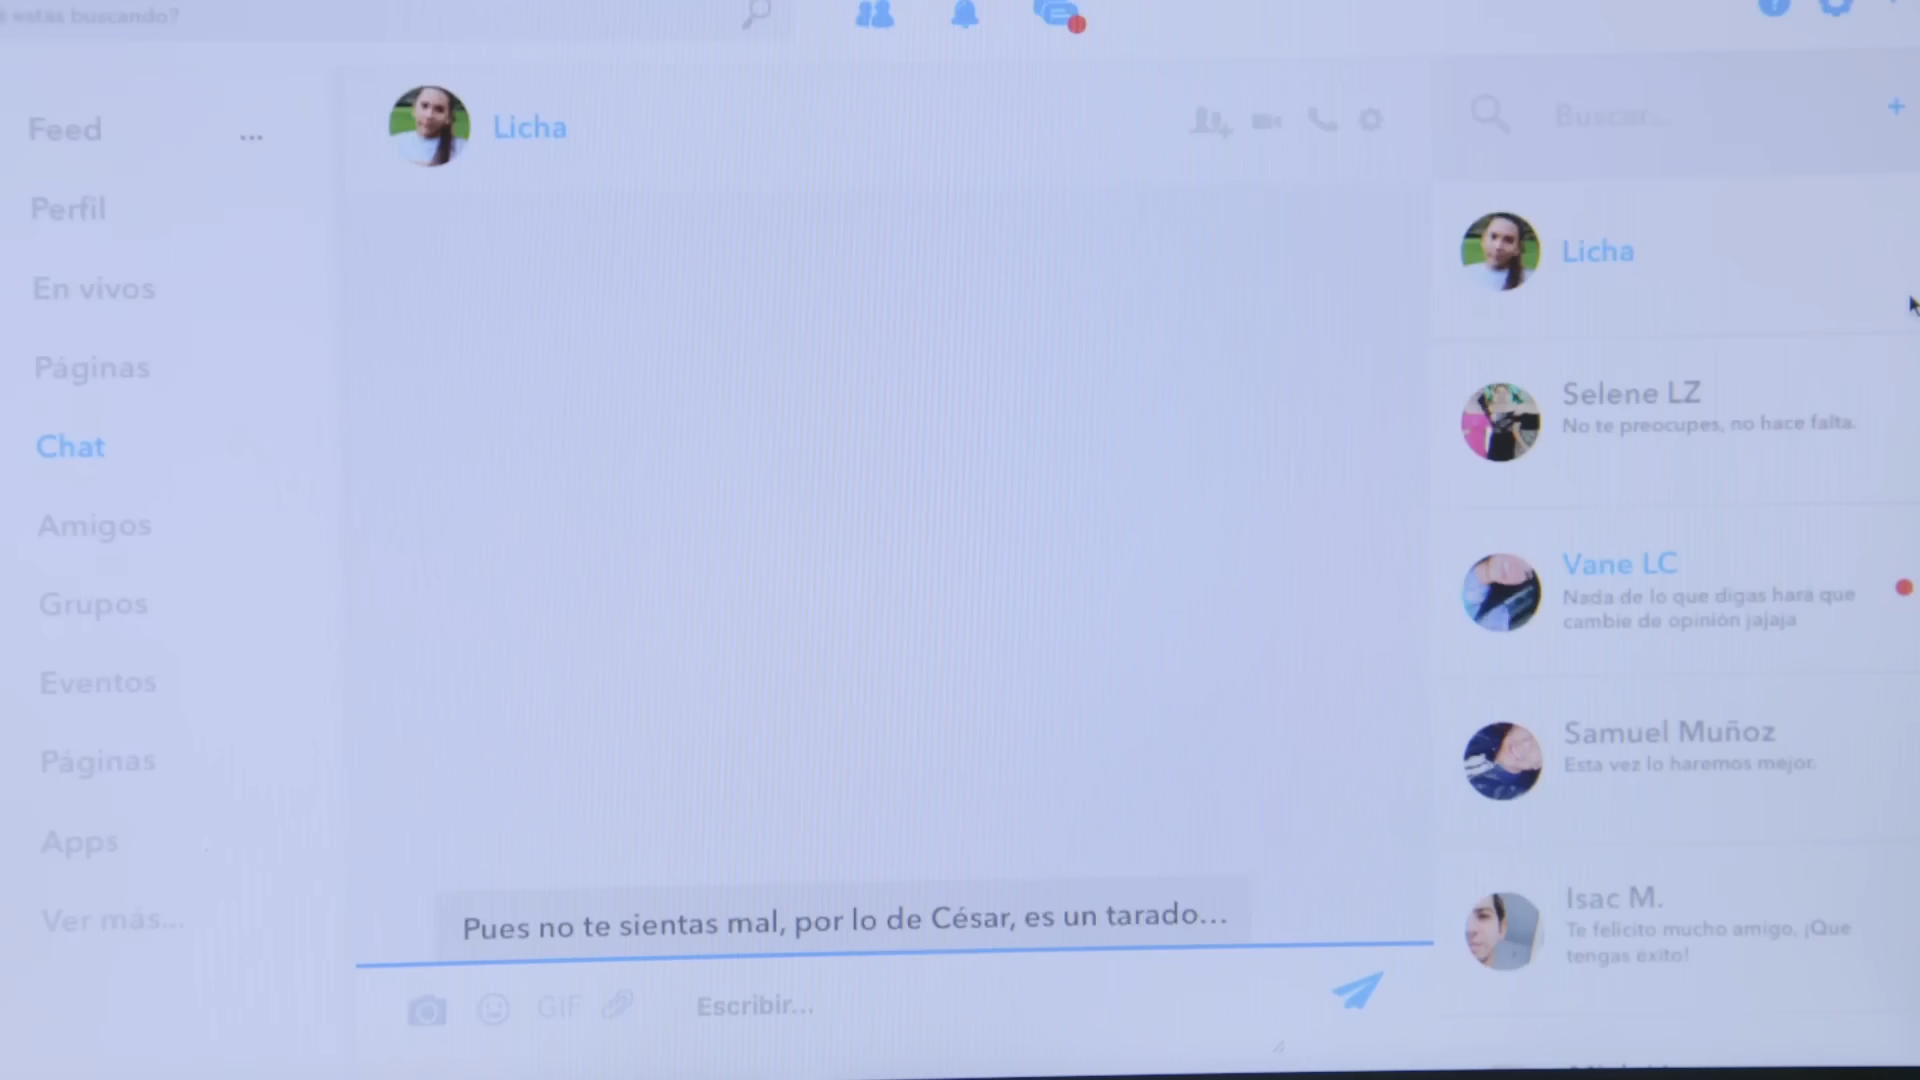 estás buscando?
Feed
...
Perfil
En vivos
Páginas
Chat
Amigos
Grupos
Eventos
Páginas
Apps
Ver más...
Licha
Pues no te sientas mal, por lo de César, es un tarado...
GIF
Escribir...
Buscar...
+
Licha
Selene LZ
No te preocupes, no hace falta.
Vane LC
Nada de lo que digas hará que
cambie de opinión jajaja
Samuel Muñoz
Esta vez lo haremos mejor.
Isac M.
Te felicito mucho amigo, ¡Que
tengas éxito!